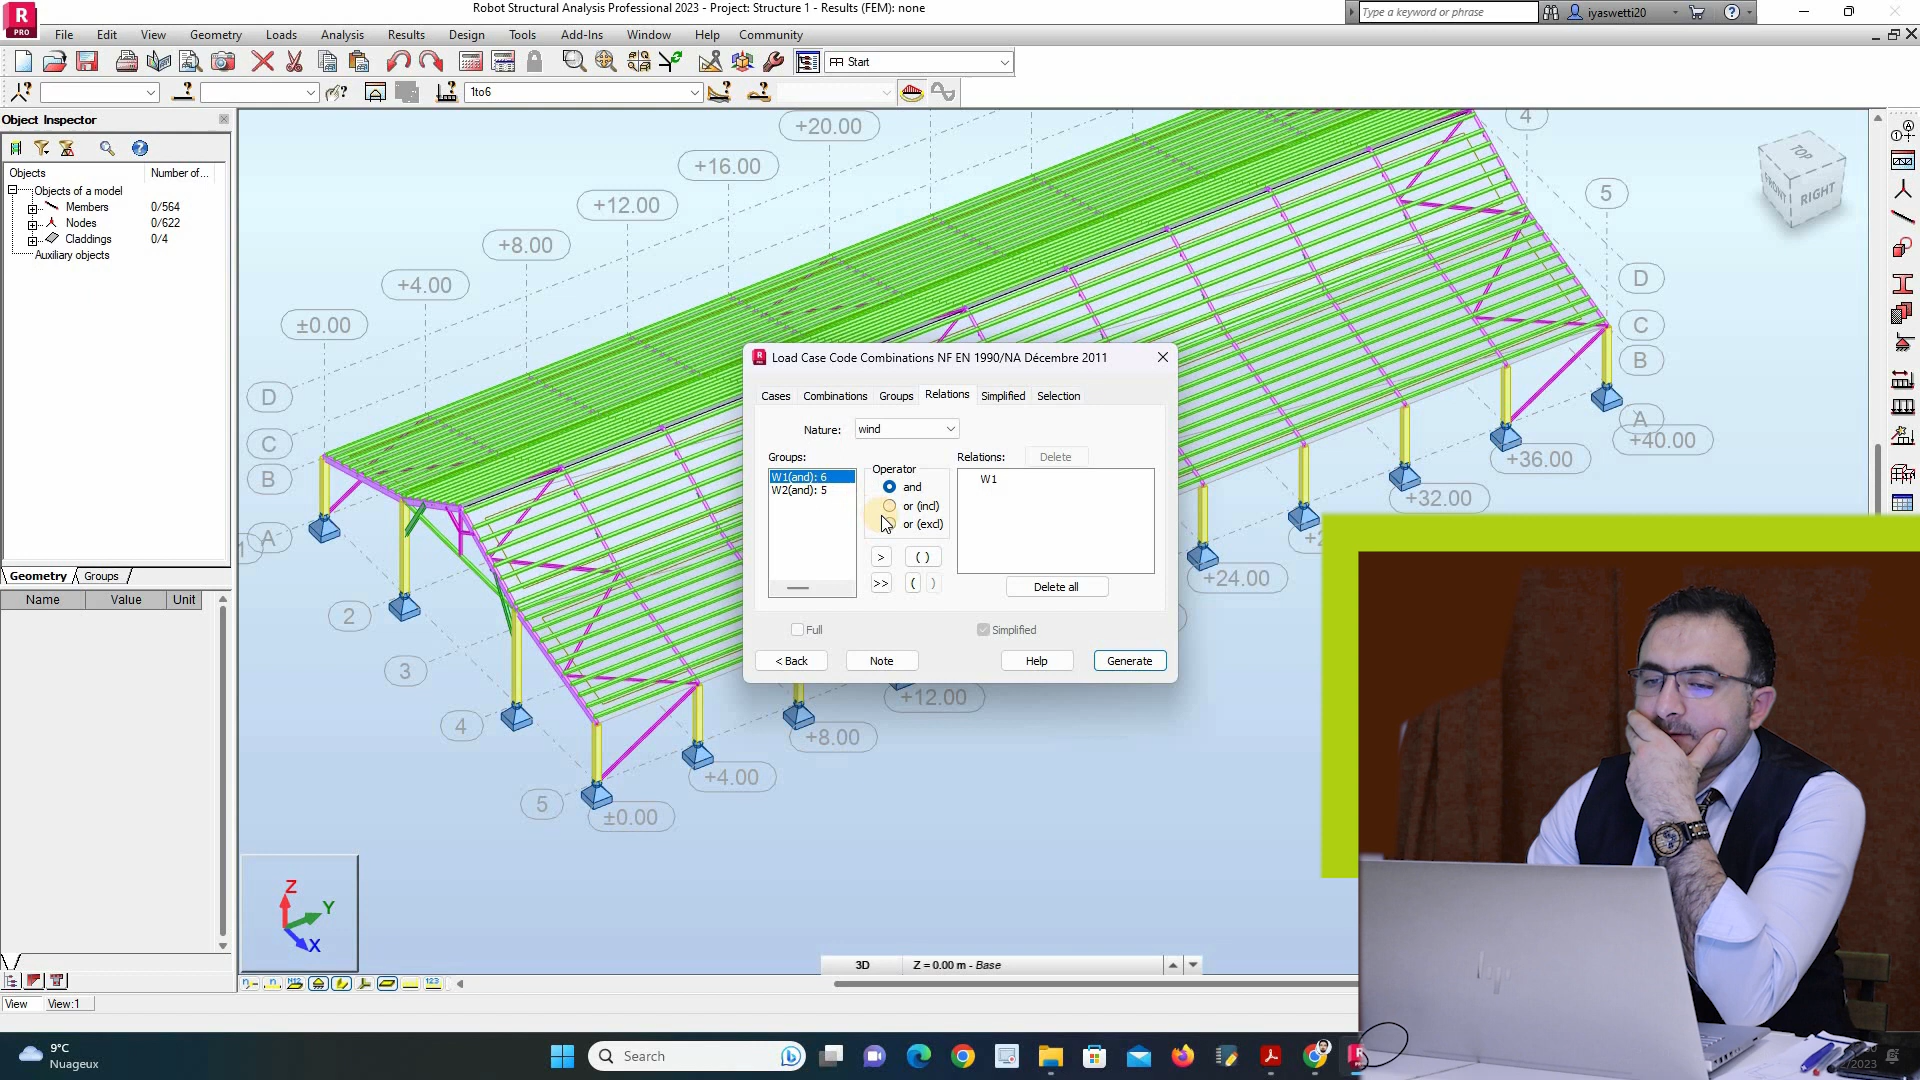 Robot Structural Analysis Professional 2023 - Project: Structure 1 - Results (FEM): none
Type a keyword or phrase
iyaswetti20
R
PRO
File Edit View Geometry Loads Analysis Results Design Tools Add-Ins Window Help Community
Start
1to6
Object Inspector
Objects Number of...
Objects of a model
Members 0/564
Nodes 0/622
Claddings 0/4
Auxiliary objects
Geometry Groups
Name Value Unit
+20.00
+16.00
+12.00
+8.00
+4.00
±0.00
D
C
B
A
2
3
4
5
±0.00
+4.00
+8.00
+12.00
+24.00
+32.00
+36.00
+40.00
A
B
C
D
5
4
TOP
FRONT
RIGHT
Load Case Code Combinations NF EN 1990/NA Décembre 2011
Cases Combinations Groups Relations Simplified Selection
Nature: wind
Groups: Relations: Delete
W1(and): 6
W2(and): 5
Operator
and
or (incl)
or (excl)
W1
> ( )
>> ( )
Delete all
Full Simplified
< Back Note Help Generate
Z
Y
X
3D Z = 0.00 m - Base
View View:1
9°C
Nuageux
Search
hp